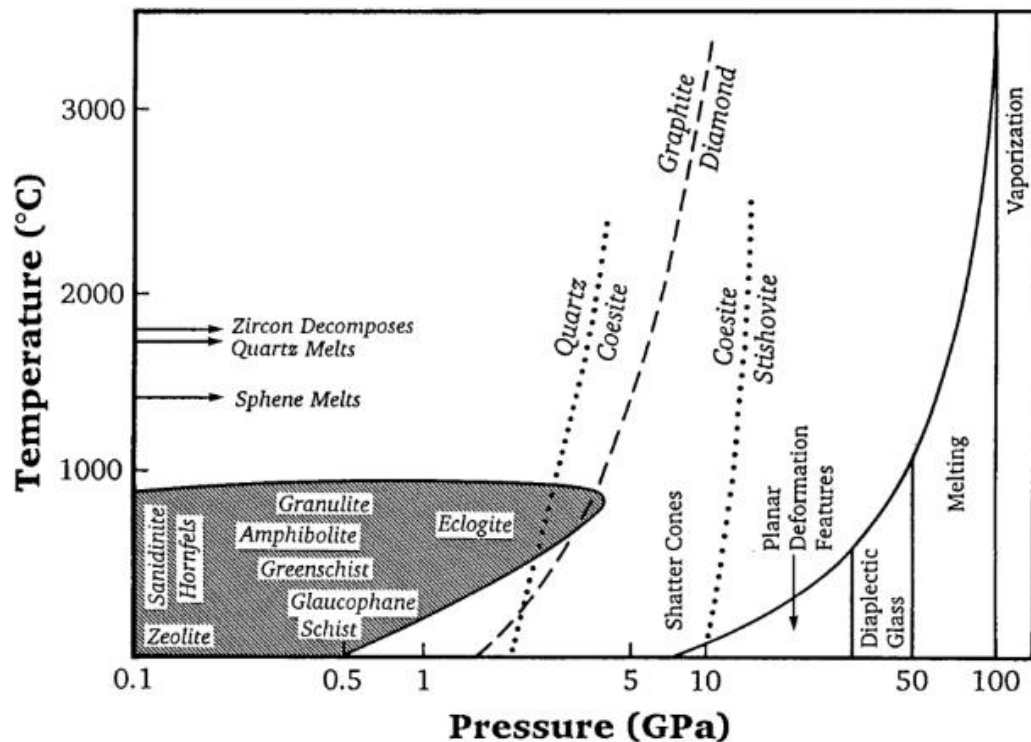 Temperature (°C)
3000
2000
1000
Zircon Decomposes
Quartz Melts
Sphene Melts
Sanidinite
Hornfels
Zeolite
Granulite
Amphibolite
Greenschist
Glaucophane
Schist
Eclogite
Quartz
Coesite
Graphite
Diamond
Coesite
Stishovite
Shatter Cones
Planar
Deformation
Features
Diaplectic
Glass
Melting
Vaporization
0.1
0.5
1
5
10
50
100
Pressure (GPa)